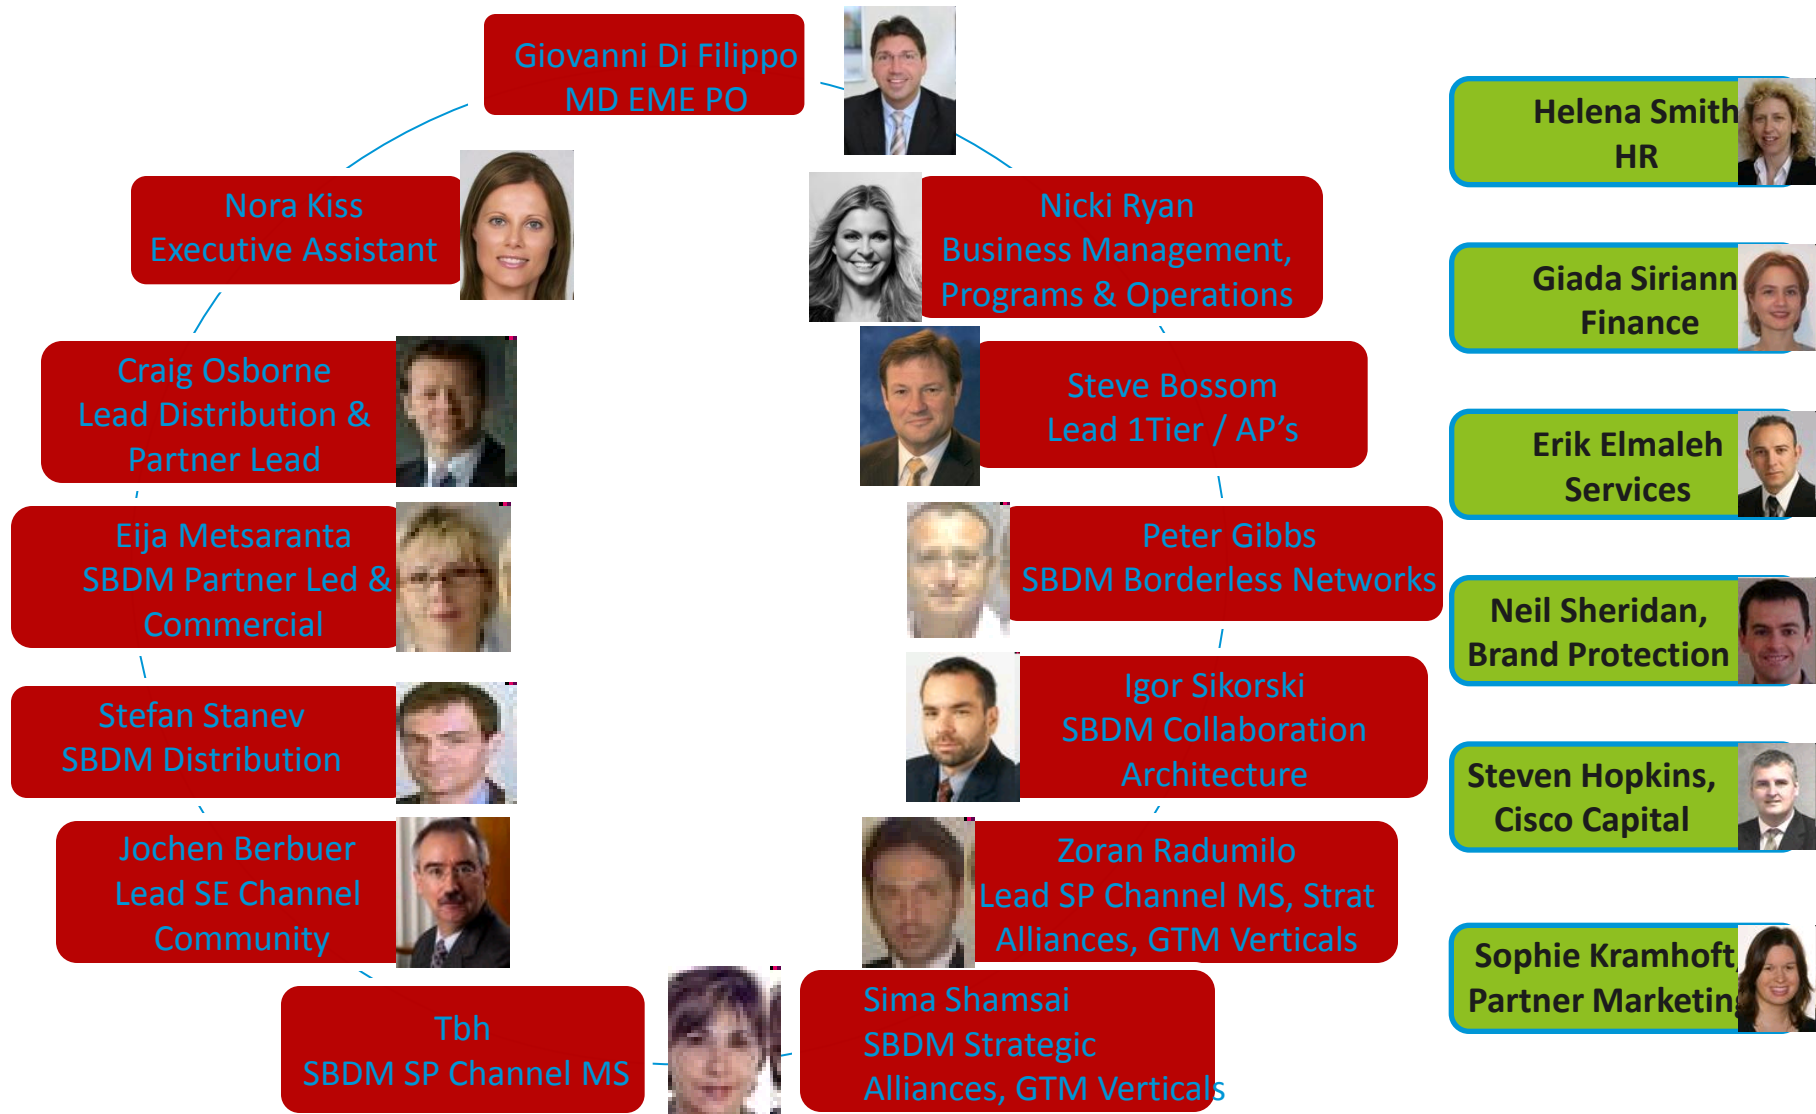 Giovanni Di Filippo
MD EME PO
Nora Kiss
Executive Assistant
Nicki Ryan
Business Management,
Programs & Operations
Craig Osborne
Lead Distribution &
Partner Lead
Steve Bossom
Lead 1Tier / AP’s
Eija Metsaranta
SBDM Partner Led &
Commercial
Peter Gibbs
SBDM Borderless Networks
Stefan Stanev
SBDM Distribution
Igor Sikorski
SBDM Collaboration
Architecture
Jochen Berbuer
Lead SE Channel
Community
Zoran Radumilo
Lead SP Channel MS, Strat
Alliances, GTM Verticals
Tbh
SBDM SP Channel MS
Sima Shamsai
SBDM Strategic
Alliances, GTM Verticals
Helena Smith
HR
Giada Siriann
Finance
Erik Elmaleh
Services
Neil Sheridan,
Brand Protection
Steven Hopkins,
Cisco Capital
Sophie Kramhoft,
Partner Marketing